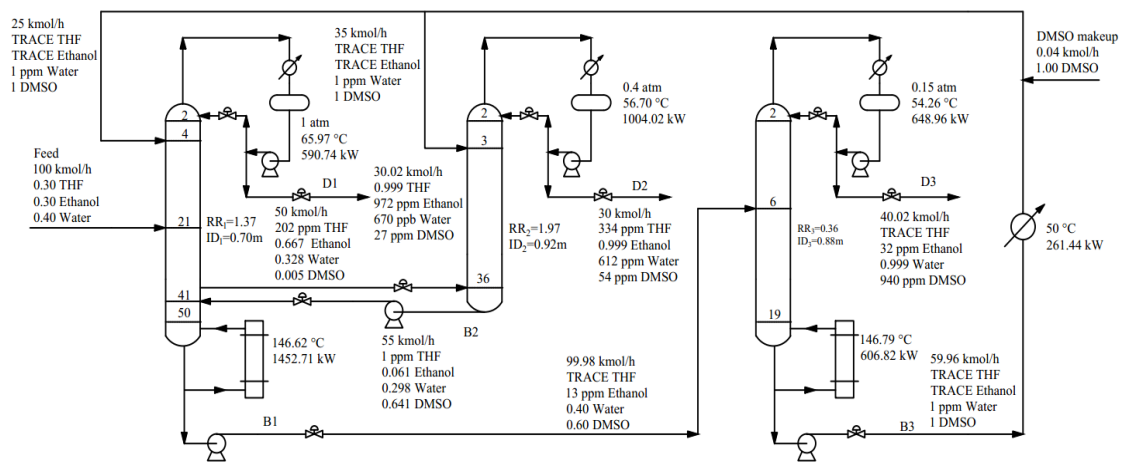 25 kmol/h
TRACE THF
TRACE Ethanol
1 ppm Water
1 DMSO
35 kmol/h
TRACE THF
TRACE Ethanol
1 ppm Water
1 DMSO
DMSO makeup
0.04 kmol/h
1.00 DMSO
2
4
21
41
50
1 atm
65.97 °C
590.74 kW
2
3
36
0.4 atm
56.70 °C
1004.02 kW
2
6
19
0.15 atm
54.26 °C
648.96 kW
Feed
100 kmol/h
0.30 THF
0.30 Ethanol
0.40 Water
D1
30.02 kmol/h
0.999 THF
972 ppm Ethanol
670 ppb Water
27 ppm DMSO
RR₁=1.37
ID₁=0.70m
50 kmol/h
202 ppm THF
0.667 Ethanol
0.328 Water
0.005 DMSO
RR₂=1.97
ID₂=0.92m
D2
30 kmol/h
334 ppm THF
0.999 Ethanol
612 ppm Water
54 ppm DMSO
RR₃=0.36
ID₃=0.88m
D3
40.02 kmol/h
TRACE THF
32 ppm Ethanol
0.999 Water
940 ppm DMSO
50 °C
261.44 kW
146.62 °C
1452.71 kW
B2
55 kmol/h
1 ppm THF
0.061 Ethanol
0.298 Water
0.641 DMSO
99.98 kmol/h
TRACE THF
13 ppm Ethanol
0.40 Water
0.60 DMSO
146.79 °C
606.82 kW
59.96 kmol/h
TRACE THF
TRACE Ethanol
1 ppm Water
1 DMSO
B1
B3